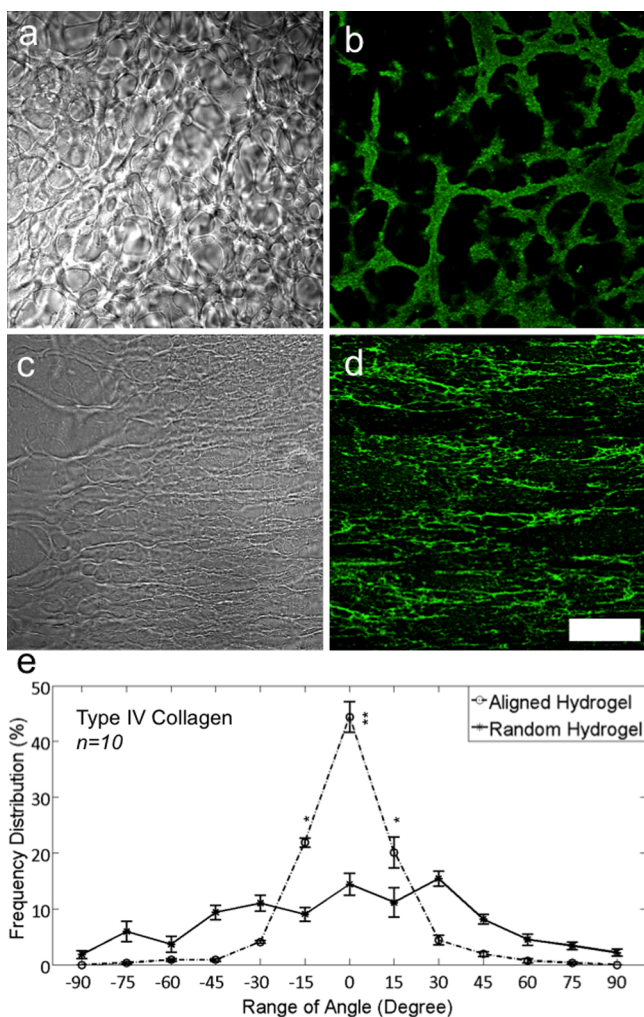 a
b
c
d
e
50
40
30
20
10
0
Frequency Distribution (%)
Type IV Collagen
n=10
Aligned Hydrogel
Random Hydrogel
*
**
*
-90 -75 -60 -45 -30 -15 0 15 30 45 60 75 90
Range of Angle (Degree)